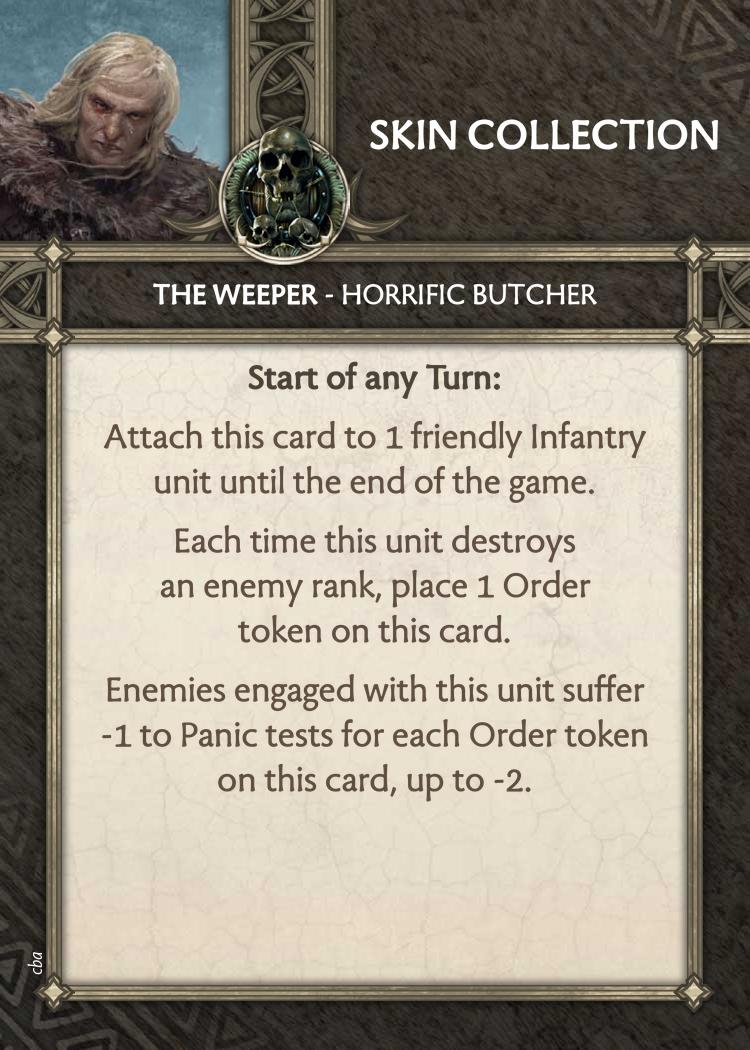 SKIN COLLECTION
THE WEEPER - HORRIFIC BUTCHER
Start of any Turn:
Attach this card to 1 friendly Infantry
unit until the end of the game.
Each time this unit destroys
an enemy rank, place 1 Order
token on this card.
Enemies engaged with this unit suffer
-1 to Panic tests for each Order token
on this card, up to -2.
cba